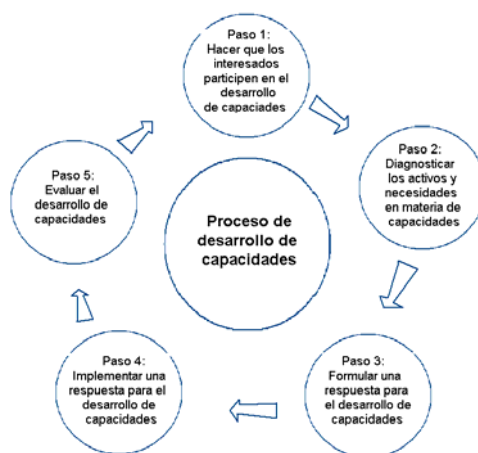 Paso 1:
Hacer que los
interesados
participen en el
desarrollo
de capaciades
Paso 2:
Diagnosticar
los activos y
necesidades
en materia de
capacidades
Paso 3:
Formular una
respuesta para
el desarrollo de
capacidades
Paso 4:
Implementar una
respuesta para el
desarrollo de
capacidades
Paso 5:
Evaluar el
desarrollo de
capacidades
Proceso de
desarrollo de
capacidades